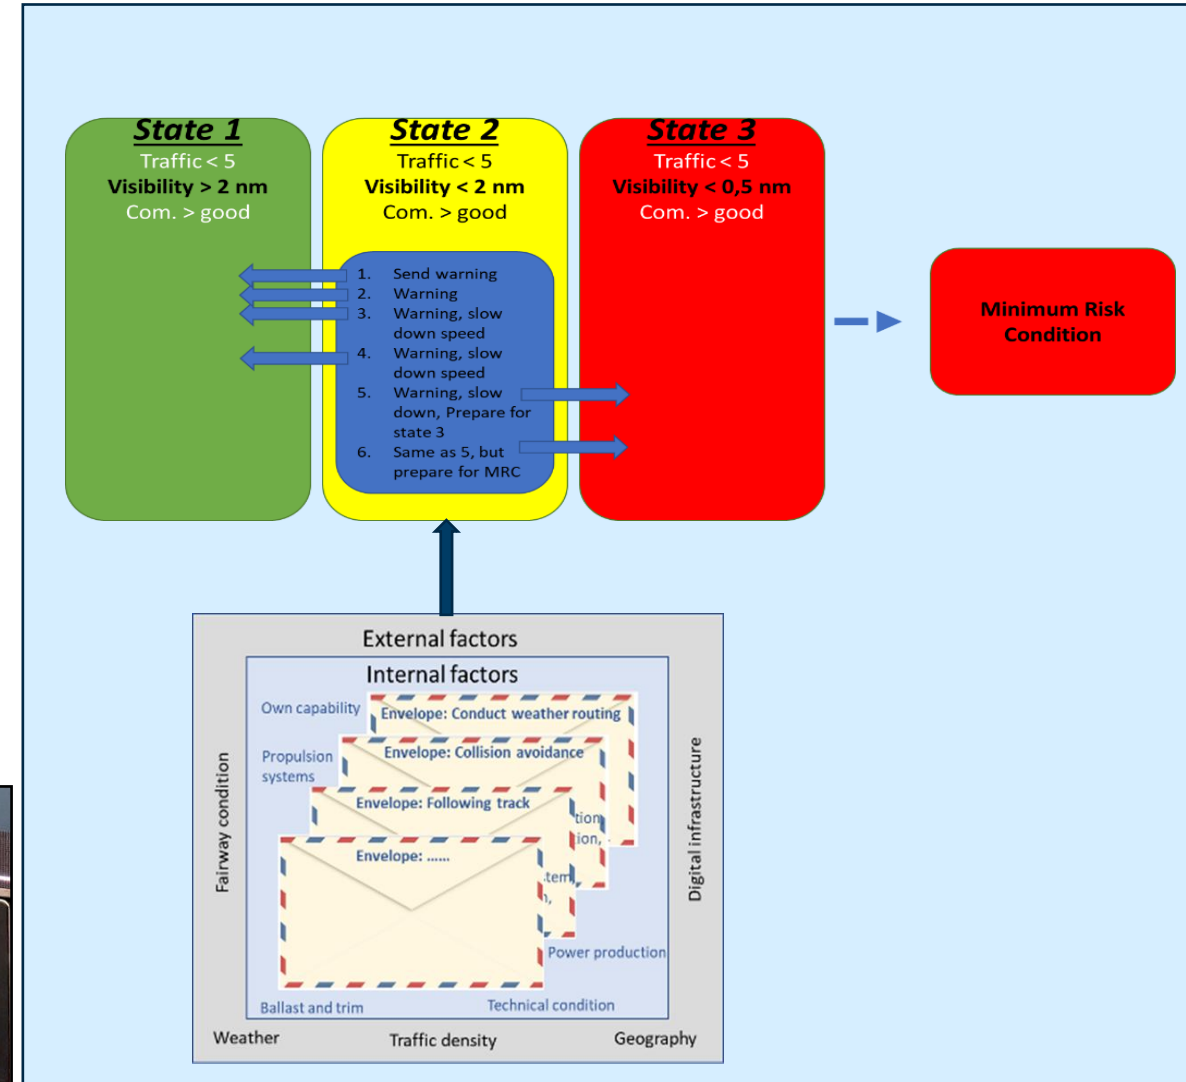 State 1
Traffic < 5
Visibility > 2 nm
Com. > good
State 2
Traffic < 5
Visibility < 2 nm
Com. > good
1. Send warning
2. Warning
3. Warning, slow
down speed
4. Warning, slow
down speed
5. Warning, slow
down, Prepare for
state 3
6. Same as 5, but
prepare for MRC
State 3
Traffic < 5
Visibility < 0,5 nm
Com. > good
Minimum Risk
Condition
External factors
Internal factors
Own capability
Envelope: Conduct weather routing
Propulsion
systems
Envelope: Collision avoidance
Envelope: Following track
Envelope: ......
Fairway condition
Digital infrastructure
Power production
Ballast and trim
Technical condition
Weather
Traffic density
Geography